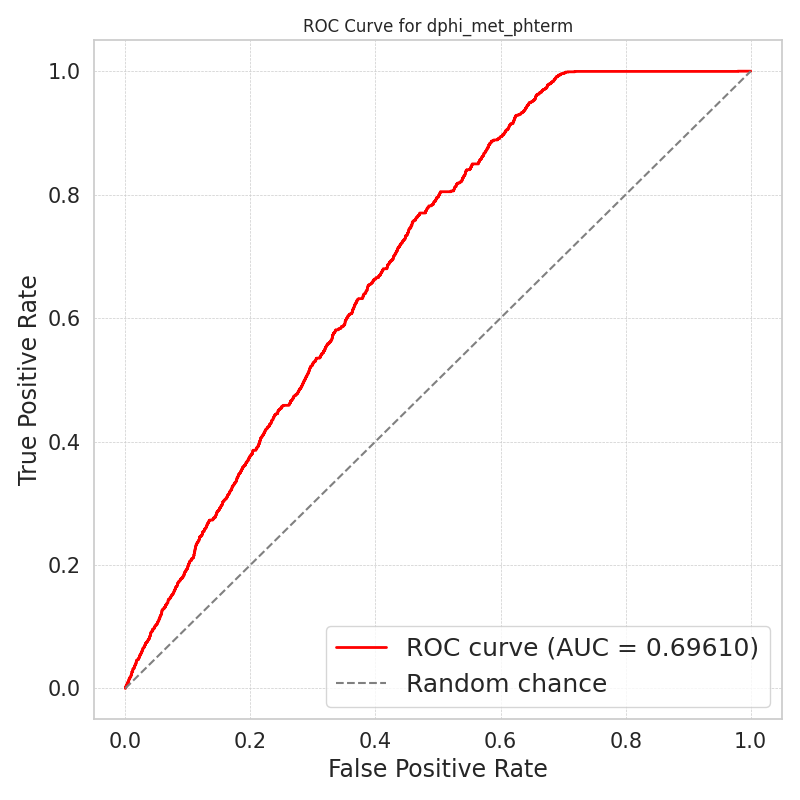 ROC Curve for dphi_met_phterm
True Positive Rate
1.0
0.8
0.6
0.4
0.2
0.0
0.0 0.2 0.4 0.6 0.8 1.0
False Positive Rate
ROC curve (AUC = 0.69610)
Random chance